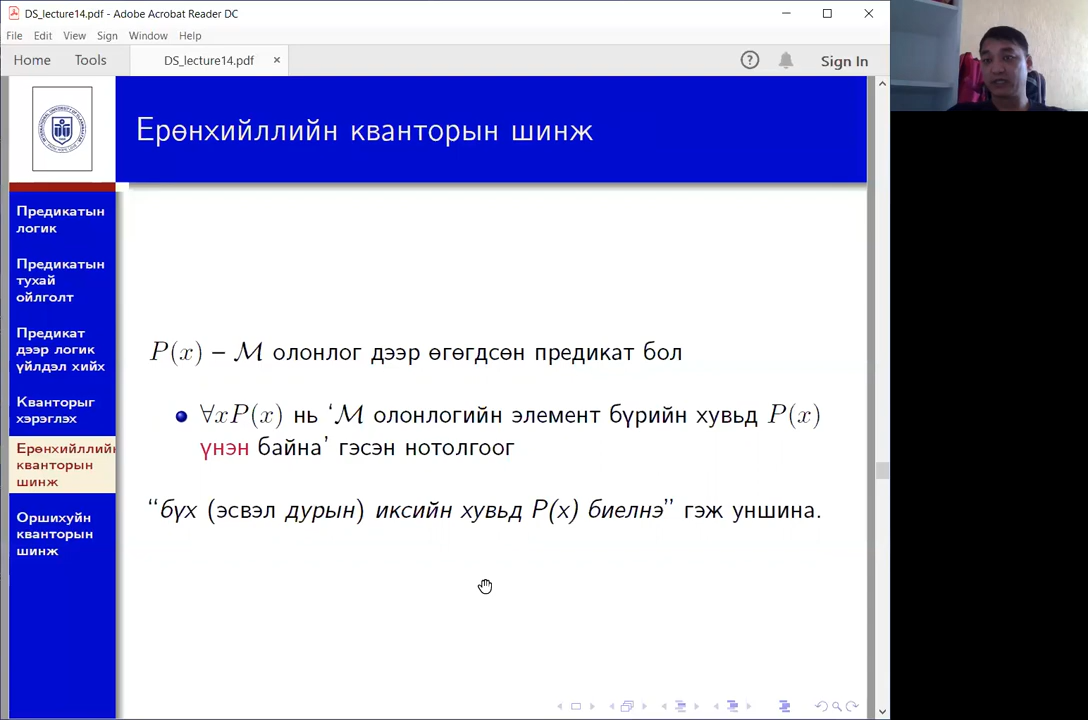 DS_lecture14.pdf - Adobe Acrobat Reader DC
File Edit View Sign Window Help
Home Tools DS_lecture14.pdf × Sign In
Ерөнхийллийн кванторын шинж
Предикатын
логик
Предикатын
тухай
ойлголт
Предикат
дээр логик
үйлдэл хийх
Кванторыг
хэрэглэх
Ерөнхийллийн
кванторын
шинж
Оршихуйн
кванторын
шинж
P(x) – ℳ олонлог дээр өгөгдсөн предикат бол
∀xP(x) нь ‘ℳ олонлогийн элемент бүрийн хувьд P(x)
үнэн байна’ гэсэн нотолгоог
“бүх (эсвэл дурын) иксийн хувьд P(x) биелнэ” гэж уншина.